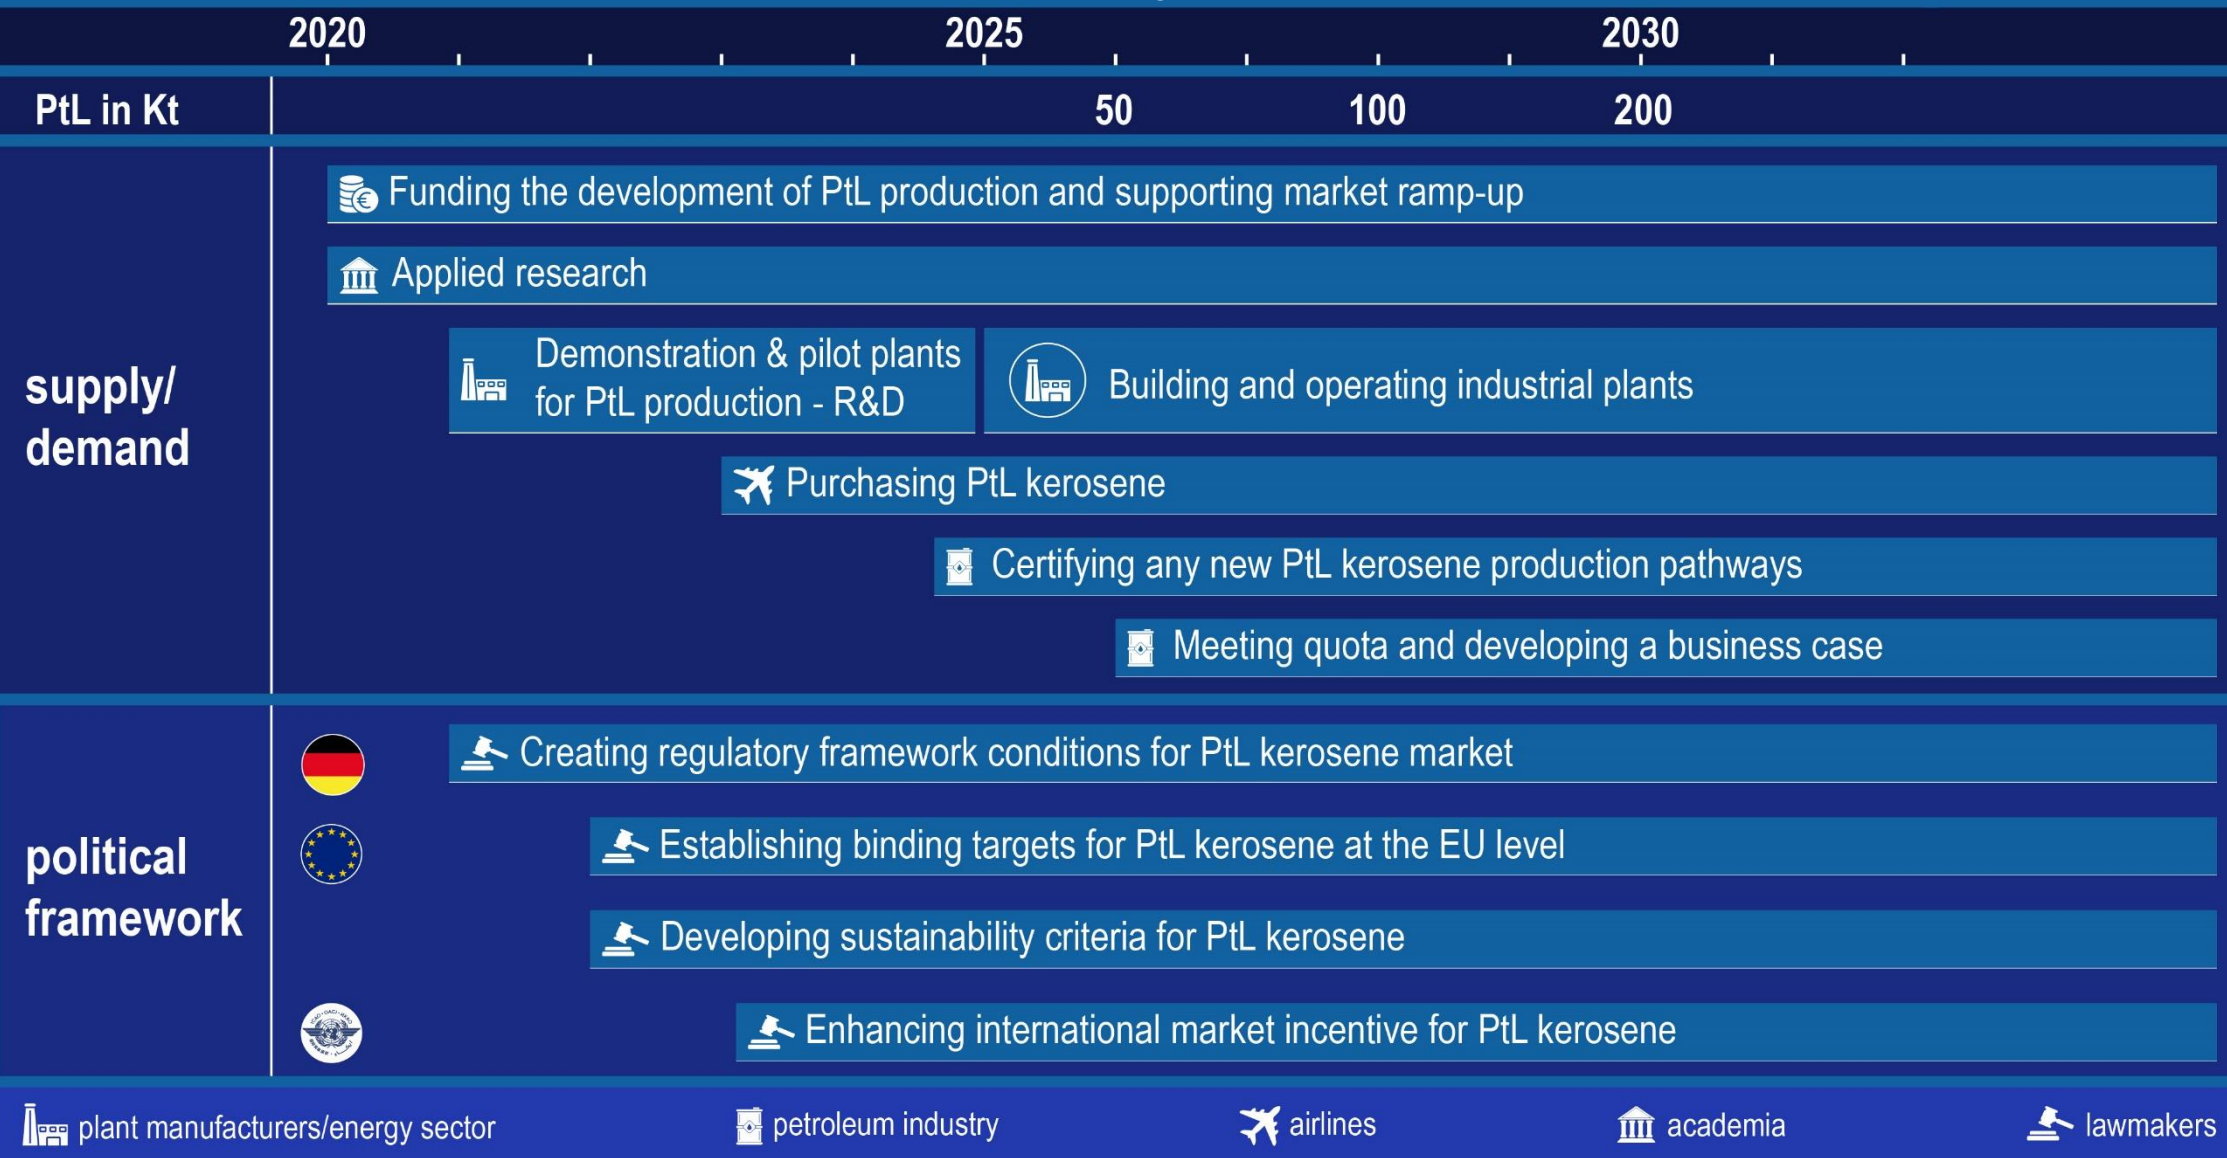 2020 2025 2030
PtL in Kt 50 100 200
supply/
demand
Funding the development of PtL production and supporting market ramp-up
Applied research
Demonstration & pilot plants
for PtL production - R&D
Building and operating industrial plants
Purchasing PtL kerosene
Certifying any new PtL kerosene production pathways
Meeting quota and developing a business case
political
framework
Creating regulatory framework conditions for PtL kerosene market
Establishing binding targets for PtL kerosene at the EU level
Developing sustainability criteria for PtL kerosene
Enhancing international market incentive for PtL kerosene
plant manufacturers/energy sector petroleum industry airlines academia lawmakers